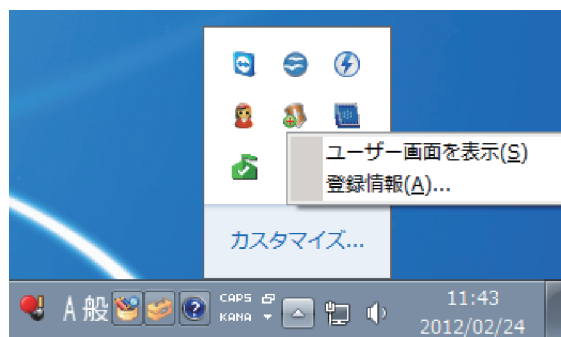 ユーザー画面を表示(S)
登録情報(A)...
カスタマイズ...
A 般
CAPS
KANA
11:43
2012/02/24